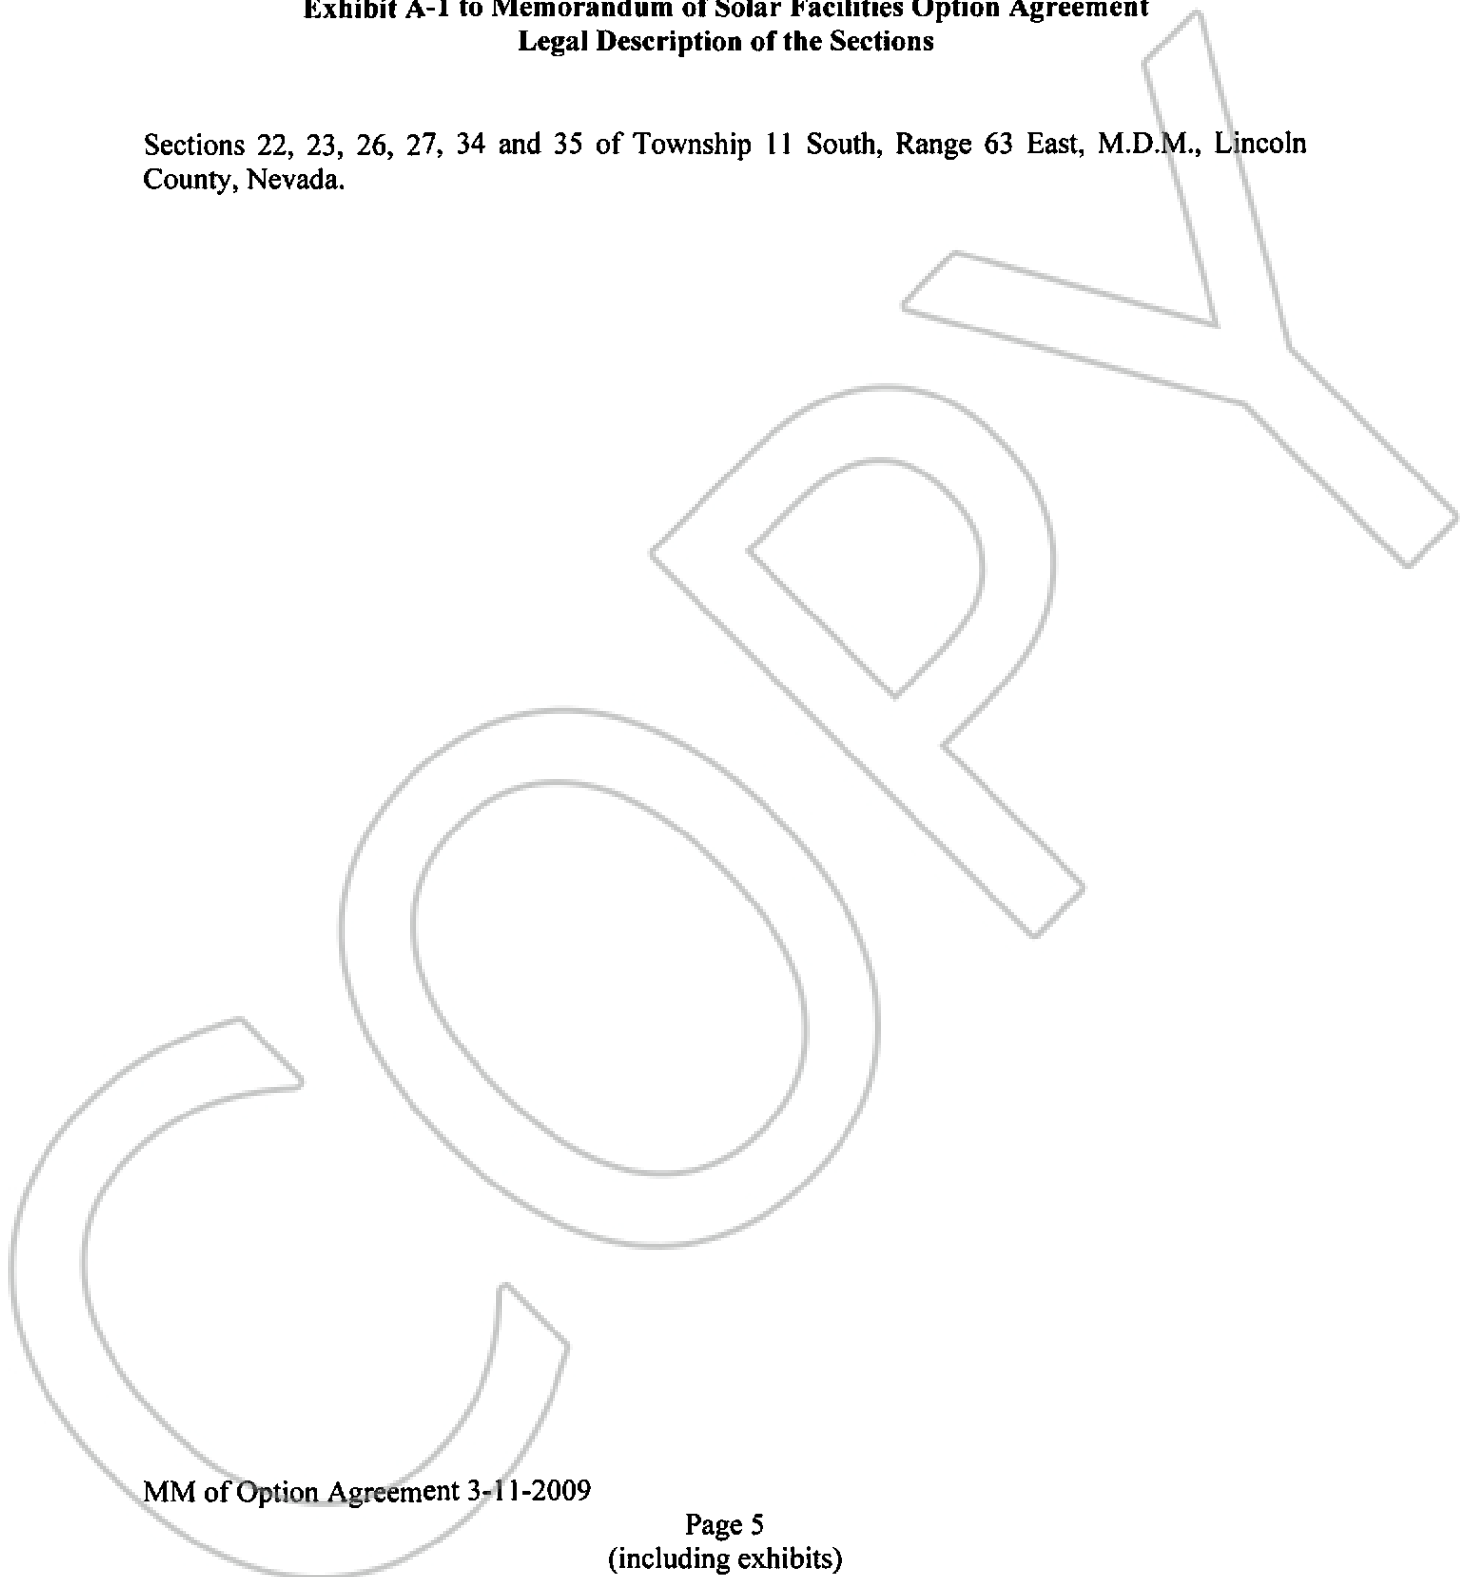 Exhibit A-1 to Memorandum of Solar Facilities Option Agreement
Legal Description of the Sections
Sections 22, 23, 26, 27, 34 and 35 of Township 11 South, Range 63 East, M.D.M., Lincoln
County, Nevada.
COPY
MM of Option Agreement 3-11-2009
Page 5
(including exhibits)